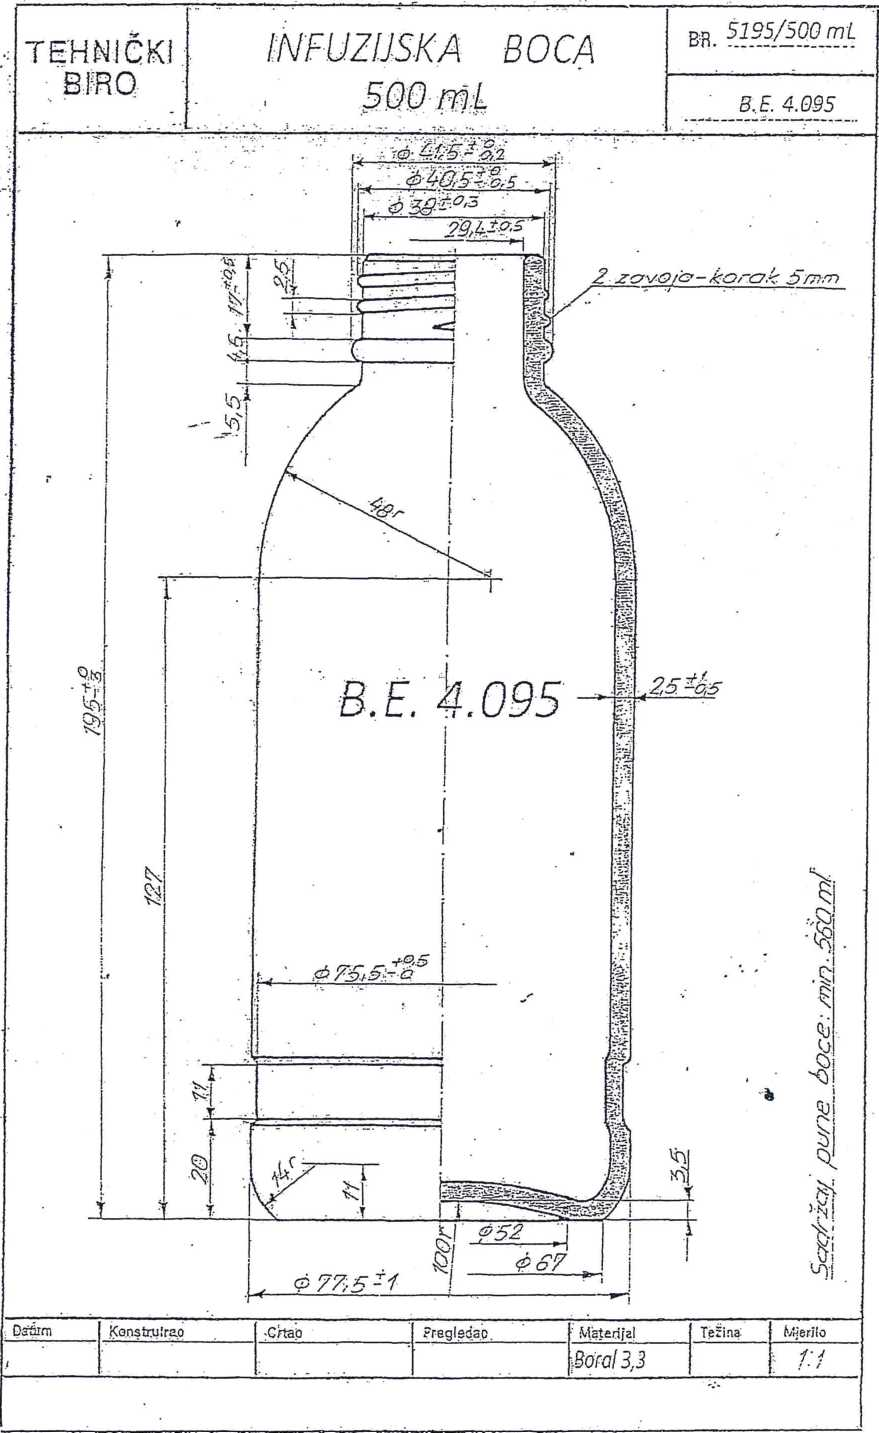 TEHNIČKI
BIRO
INFUZIJSKA BOCA
500 mL
BR. 5195/500 mL
B.E. 4.095
ϕ 41,5 +0 -0,2
ϕ 40,5 +0 -0,5
ϕ 38 ±0,3
29,4 ±0,5
2 zavoja-korak 5mm
17 ±0,5
2,5
4,5
5,5
48r
195 +0 -3
127
B.E. 4.095
2,5 +1 -0,5
ϕ 75,5 +0,5 -0
11
20
14r
11
3,5
100r
ϕ 52
ϕ 67
ϕ 77,5 ±1
Sadržaj pune boce: min. 560 ml
Datum
Konstruirao
Crtao
Pregledao
Materijal
Težina
Mjerilo
Boral 3,3
1:1